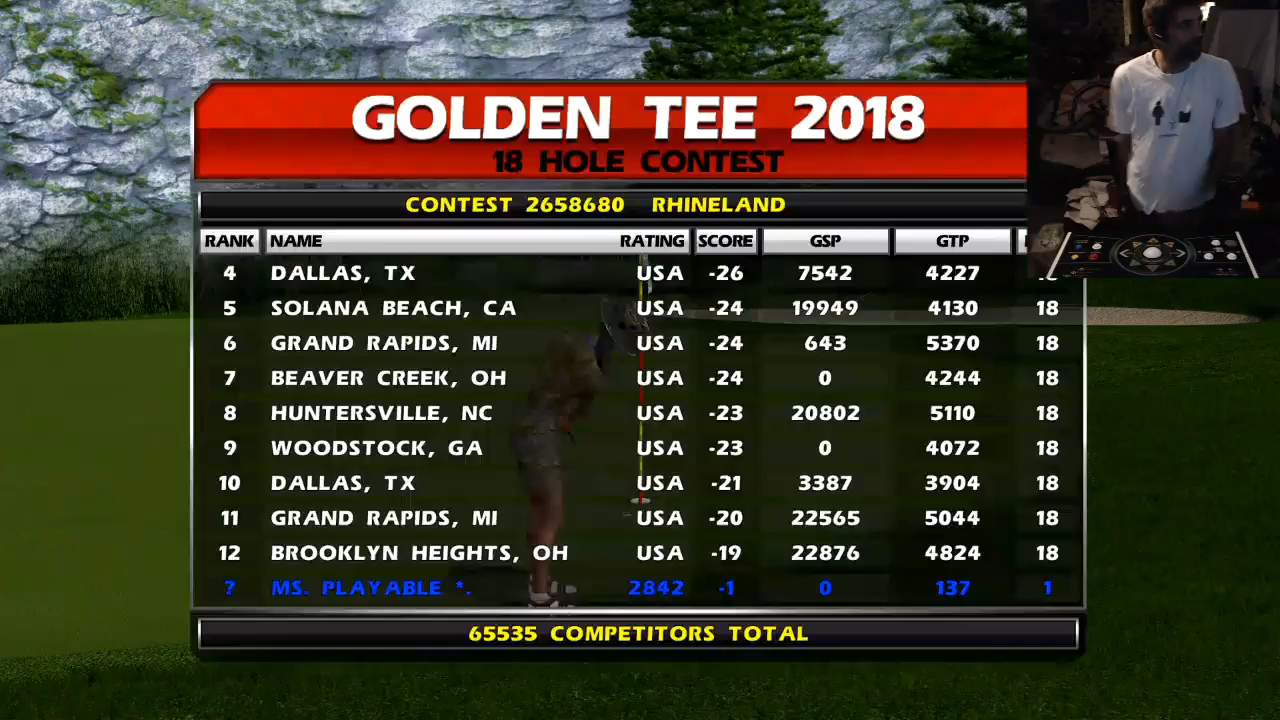 GOLDEN TEE 2018
18 HOLE CONTEST
CONTEST 2658680 RHINELAND
RANK NAME RATING SCORE GSP GTP
4 DALLAS, TX USA -26 7542 4227
5 SOLANA BEACH, CA USA -24 19949 4130 18
6 GRAND RAPIDS, MI USA -24 643 5370 18
7 BEAVER CREEK, OH USA -24 0 4244 18
8 HUNTERSVILLE, NC USA -23 20802 5110 18
9 WOODSTOCK, GA USA -23 0 4072 18
10 DALLAS, TX USA -21 3387 3904 18
11 GRAND RAPIDS, MI USA -20 22565 5044 18
12 BROOKLYN HEIGHTS, OH USA -19 22876 4824 18
? MS. PLAYABLE *. 2842 -1 0 137 1
65535 COMPETITORS TOTAL